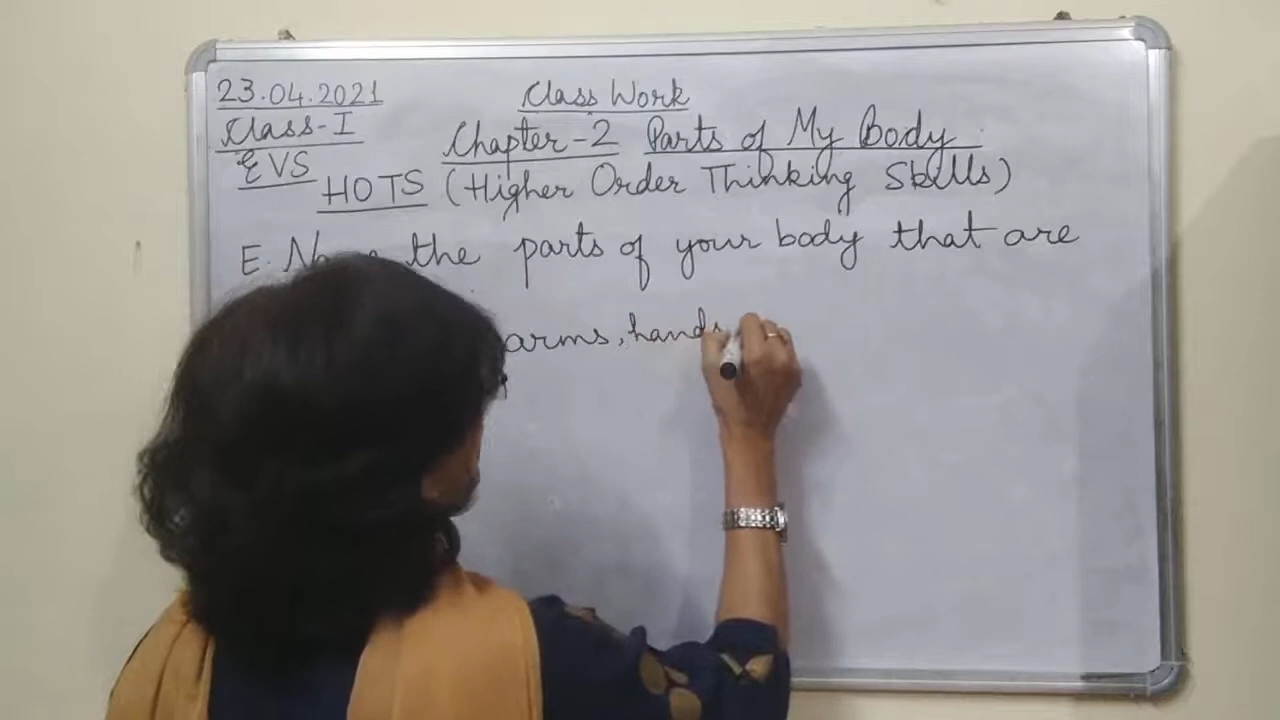 23.04.2021 Class Work
Class-I Chapter-2 Parts of My Body
EVS
HOTS (Higher Order Thinking Skills)
E. the parts of your body that are
arms, hands